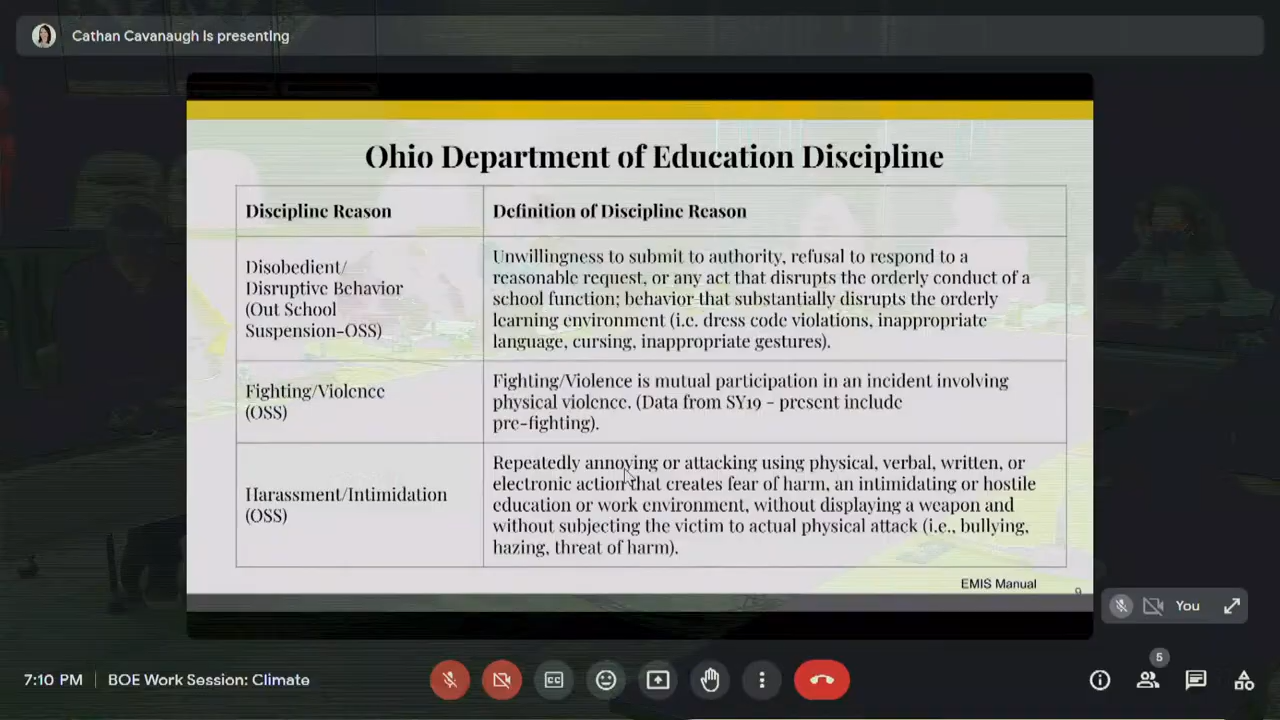 Cathan Cavanaugh is presenting
Ohio Department of Education Discipline
Discipline Reason
Definition of Discipline Reason
Disobedient/
Disruptive Behavior
(Out School
Suspension-OSS)
Unwillingness to submit to authority, refusal to respond to a
reasonable request, or any act that disrupts the orderly conduct of a
school function; behavior that substantially disrupts the orderly
learning environment (i.e. dress code violations, inappropriate
language, cursing, inappropriate gestures).
Fighting/Violence
(OSS)
Fighting/Violence is mutual participation in an incident involving
physical violence. (Data from SY19 - present include
pre-fighting).
Harassment/Intimidation
(OSS)
Repeatedly annoying or attacking using physical, verbal, written, or
electronic action that creates fear of harm, an intimidating or hostile
education or work environment, without displaying a weapon and
without subjecting the victim to actual physical attack (i.e., bullying,
hazing, threat of harm).
EMIS Manual
9
You
5
7:10 PM | BOE Work Session: Climate